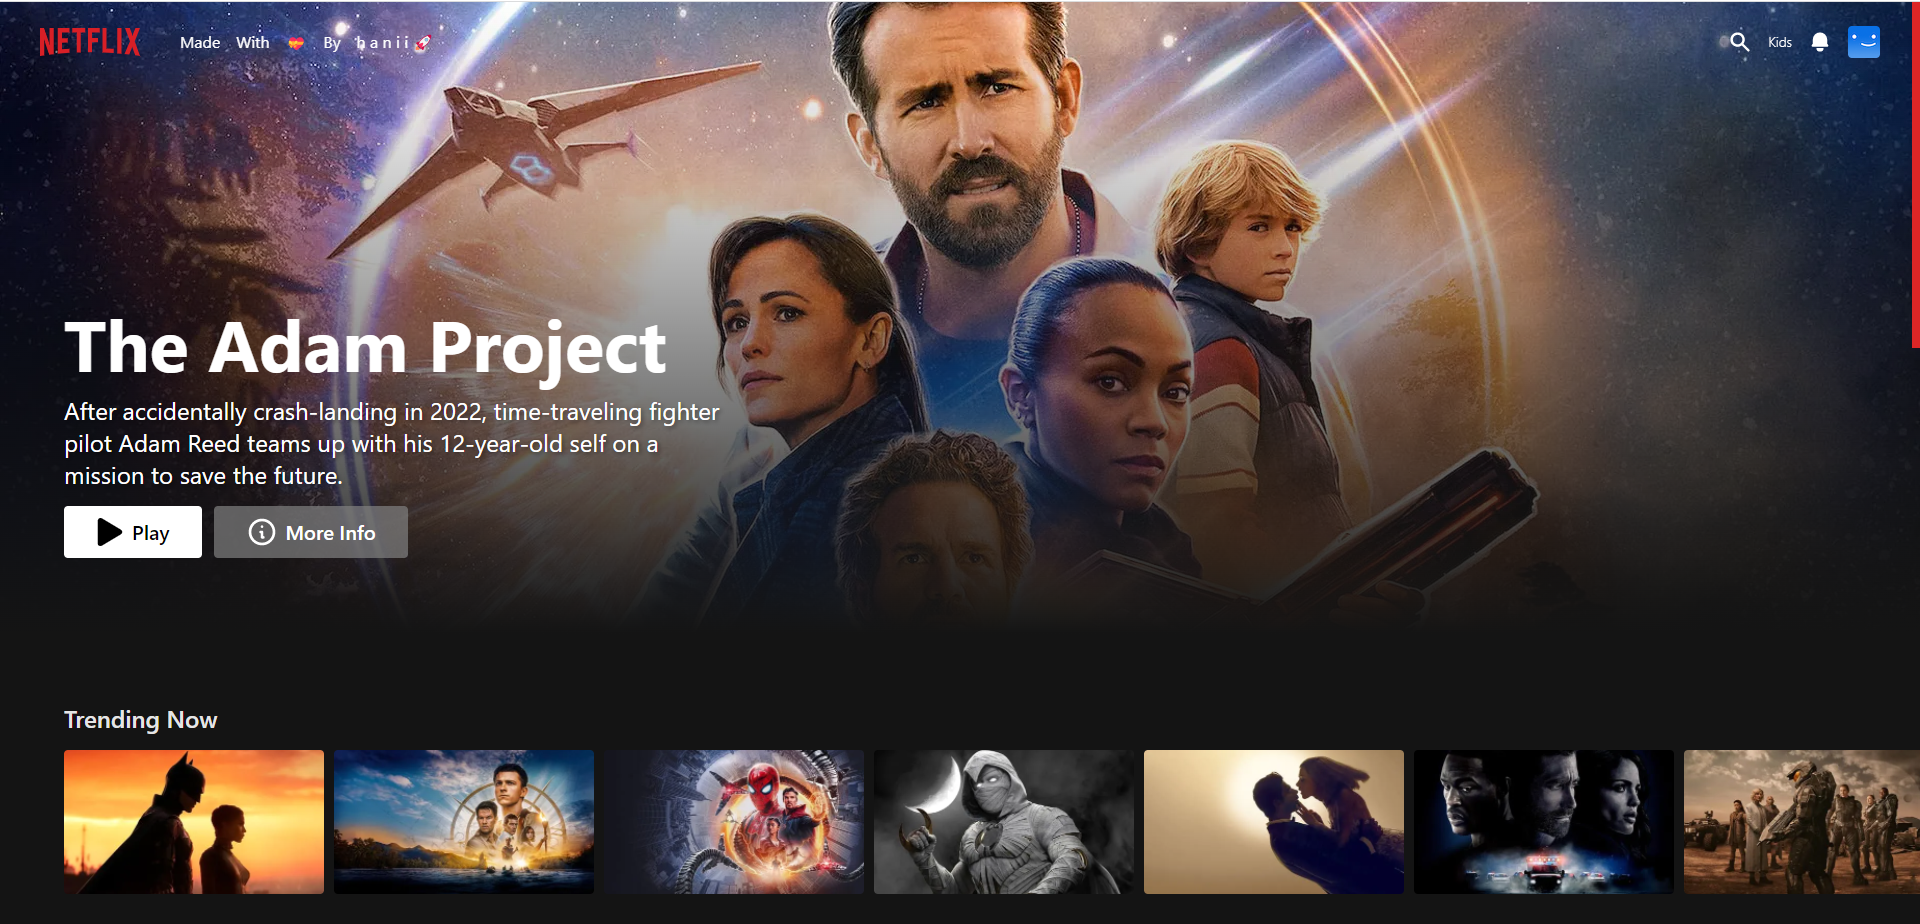 NETFLIX Made With ❤️ By h a n i i 🚀 Kids
The Adam Project
After accidentally crash-landing in 2022, time-traveling fighter
pilot Adam Reed teams up with his 12-year-old self on a
mission to save the future.
Play More Info
Trending Now